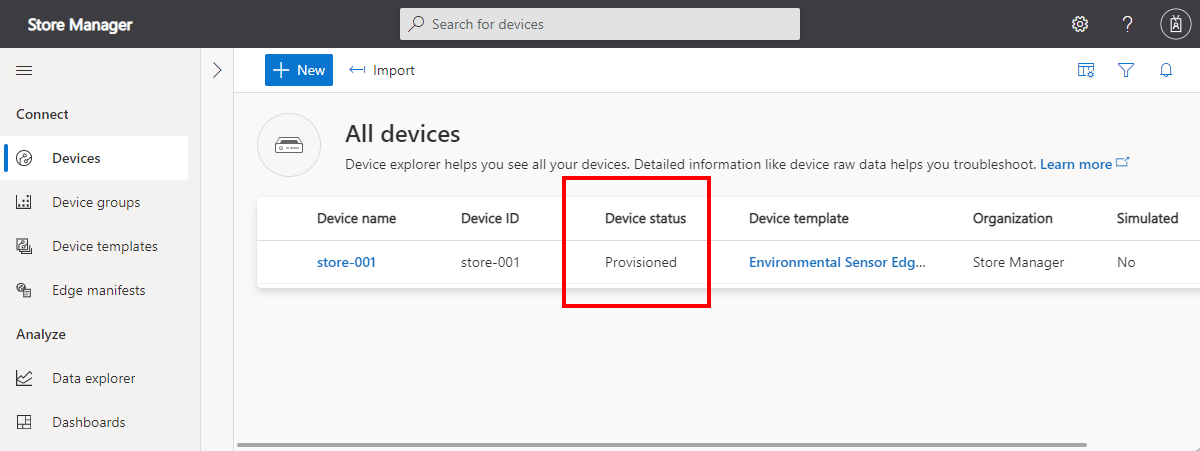 Store Manager
Search for devices
?
New
Import
Connect
Devices
Device groups
Device templates
Edge manifests
Analyze
Data explorer
Dashboards
All devices
Device explorer helps you see all your devices. Detailed information like device raw data helps you troubleshoot. Learn more
Device name Device ID Device status Device template Organization Simulated
store-001 store-001 Provisioned Environmental Sensor Edg... Store Manager No